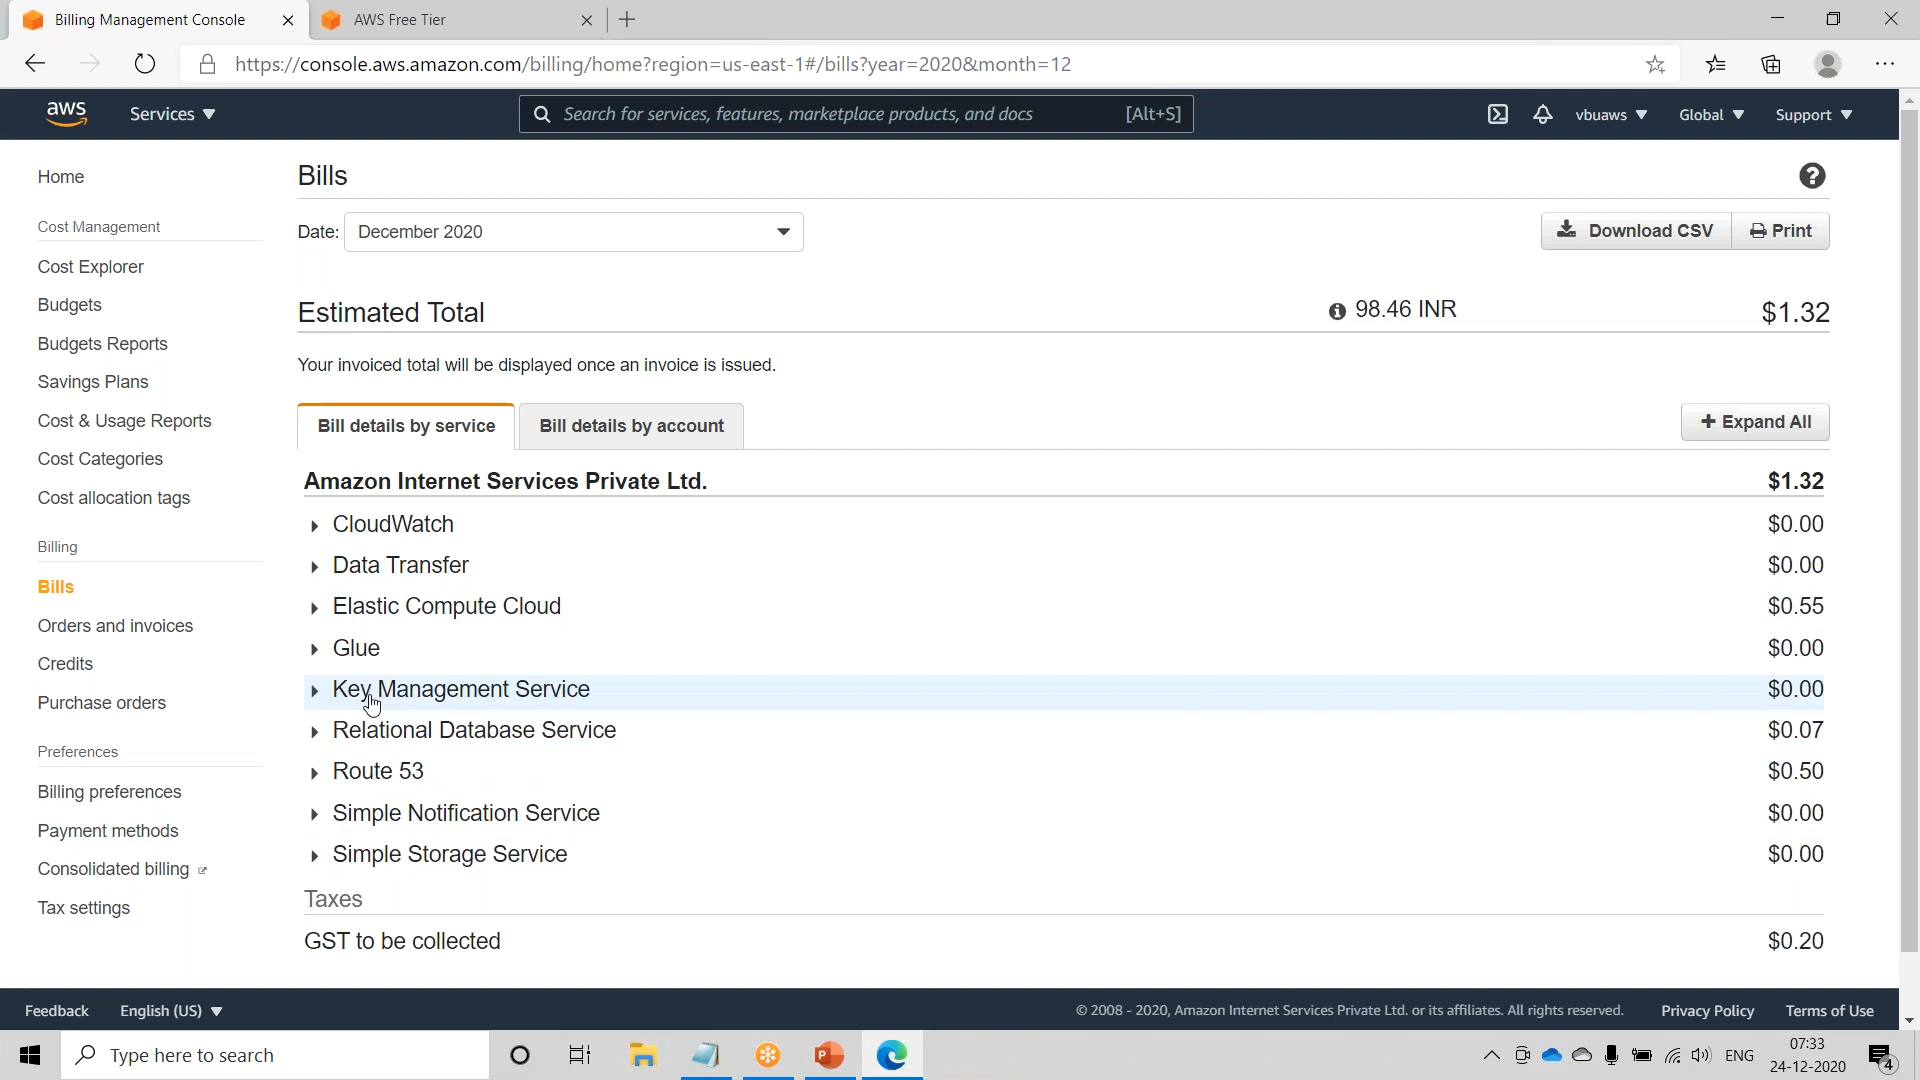 Billing Management Console
AWS Free Tier
https://console.aws.amazon.com/billing/home?region=us-east-1#/bills?year=2020&month=12
aws
Services
Search for services, features, marketplace products, and docs [Alt+S]
vbuaws
Global
Support
Home
Cost Management
Cost Explorer
Budgets
Budgets Reports
Savings Plans
Cost & Usage Reports
Cost Categories
Cost allocation tags
Billing
Bills
Orders and invoices
Credits
Purchase orders
Preferences
Billing preferences
Payment methods
Consolidated billing
Tax settings
Bills
Date: December 2020
Download CSV
Print
Estimated Total 98.46 INR $1.32
Your invoiced total will be displayed once an invoice is issued.
Bill details by service
Bill details by account
+ Expand All
Amazon Internet Services Private Ltd. $1.32
CloudWatch $0.00
Data Transfer $0.00
Elastic Compute Cloud $0.55
Glue $0.00
Key Management Service $0.00
Relational Database Service $0.07
Route 53 $0.50
Simple Notification Service $0.00
Simple Storage Service $0.00
Taxes
GST to be collected $0.20
Feedback
English (US)
© 2008 - 2020, Amazon Internet Services Private Ltd. or its affiliates. All rights reserved.
Privacy Policy
Terms of Use
Type here to search
ENG
07:33
24-12-2020
4